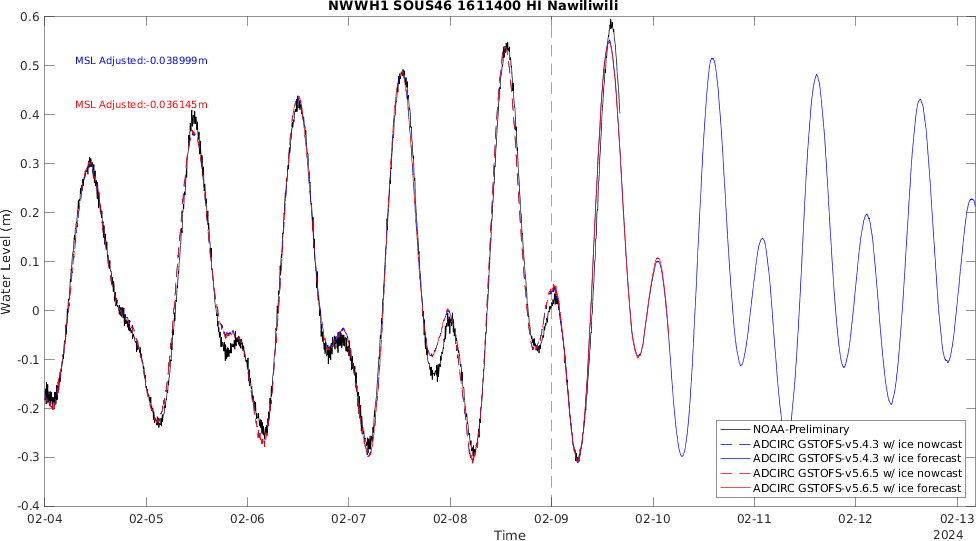 NWWH1 SOUS46 1611400 HI Nawiliwili
0.6
0.5
0.4
0.3
0.2
0.1
0
-0.1
-0.2
-0.3
-0.4
Water Level (m)
MSL Adjusted:-0.038999m
MSL Adjusted:-0.036145m
NOAA-Preliminary
ADCIRC GSTOFS-v5.4.3 w/ ice nowcast
ADCIRC GSTOFS-v5.4.3 w/ ice forecast
ADCIRC GSTOFS-v5.6.5 w/ ice nowcast
ADCIRC GSTOFS-v5.6.5 w/ ice forecast
02-04 02-05 02-06 02-07 02-08 02-09 02-10 02-11 02-12 02-13
Time
2024